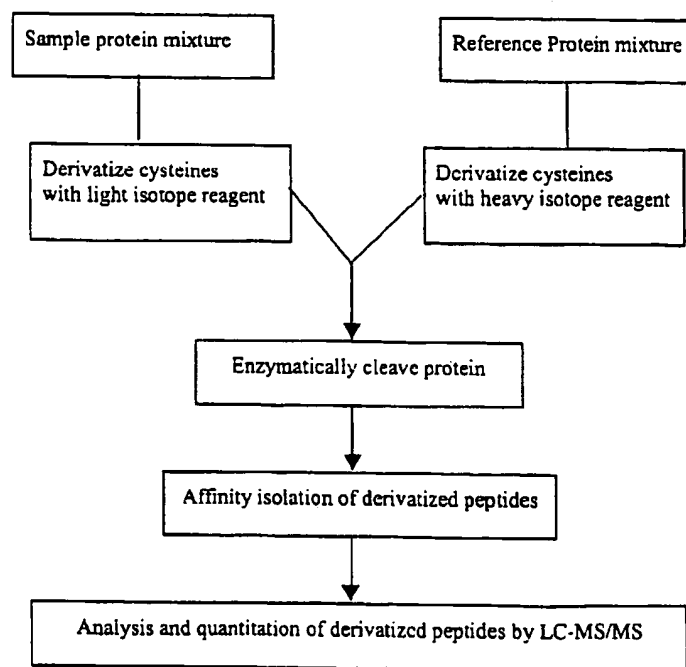 Sample protein mixture
Reference Protein mixture
Derivatize cysteines
with light isotope reagent
Derivatize cysteines
with heavy isotope reagent
Enzymatically cleave protein
Affinity isolation of derivatized peptides
Analysis and quantitation of derivatized peptides by LC-MS/MS